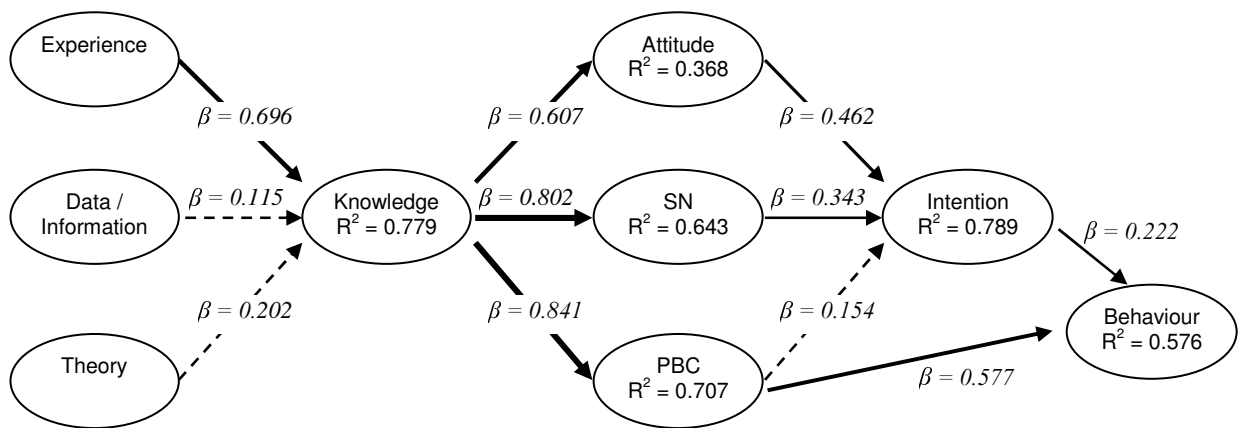 Experience
Attitude
R² = 0.368
β = 0.696
β = 0.607
β = 0.462
Data /
Information
β = 0.115
Knowledge
R² = 0.779
β = 0.802
SN
R² = 0.643
β = 0.343
Intention
R² = 0.789
β = 0.222
β = 0.202
β = 0.841
β = 0.154
Behaviour
R² = 0.576
Theory
PBC
R² = 0.707
β = 0.577